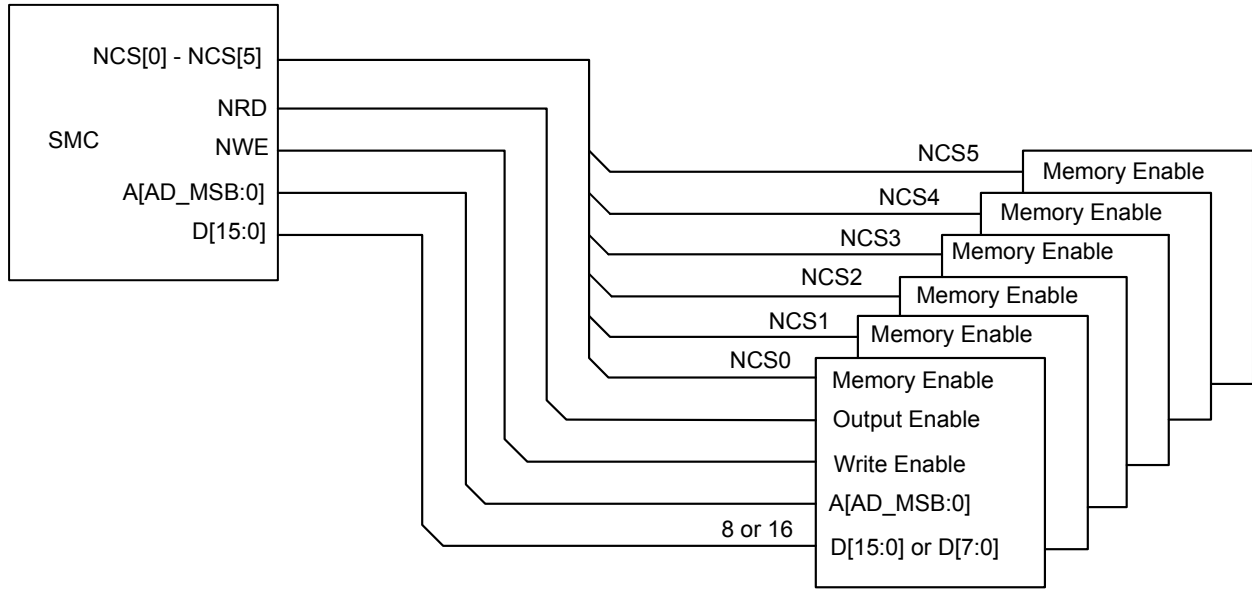 NCS[0] - NCS[5]
NRD
SMC
NWE
A[AD_MSB:0]
D[15:0]
NCS5
Memory Enable
NCS4
Memory Enable
NCS3
Memory Enable
NCS2
Memory Enable
NCS1
Memory Enable
NCS0
Memory Enable
Output Enable
Write Enable
A[AD_MSB:0]
8 or 16
D[15:0] or D[7:0]